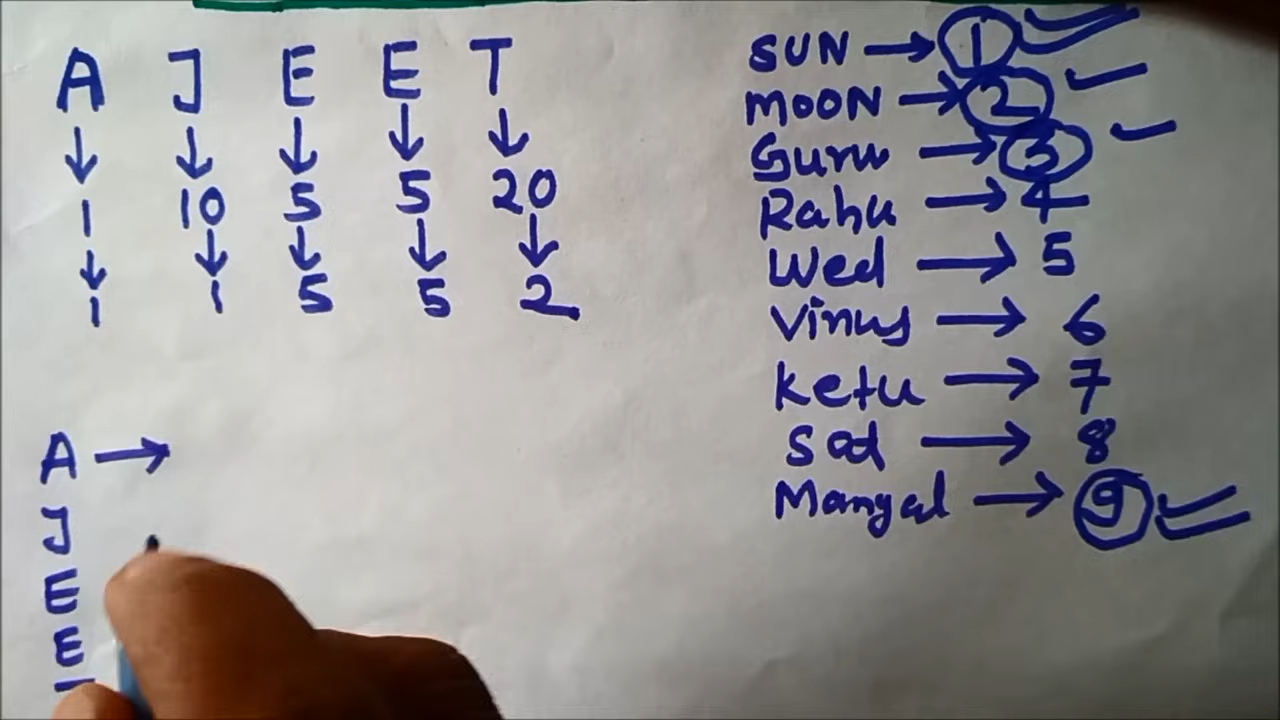 A J E E T
↓ ↓ ↓ ↓ ↓
1 10 5 5 20
↓ ↓ ↓ ↓ ↓
1 1 5 5 2
A →
J
E
E
SUN → 1
MOON → 2
Guru → 3
Rahu → 4
Wed → 5
Vinus → 6
Ketu → 7
Sat → 8
Mangal → 9